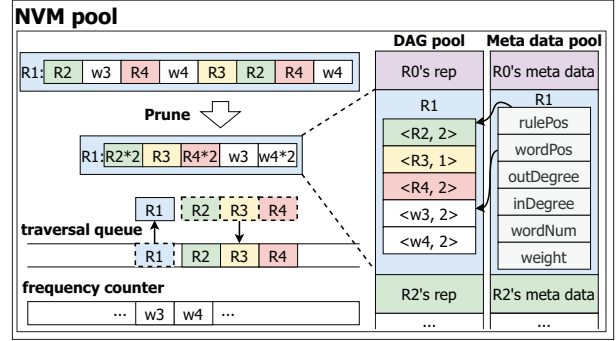 NVM pool
DAG pool Meta data pool
R1: R2 w3 R4 w4 R3 R2 R4 w4
R0's rep R0's meta data
Prune
R1 R1
<R2, 2> rulePos
R1: R2*2 R3 R4*2 w3 w4*2
<R3, 1> wordPos
<R4, 2> outDegree
<w3, 2> inDegree
<w4, 2> wordNum
weight
R1 R2 R3 R4
traversal queue
R1 R2 R3 R4
frequency counter
... w3 w4 ...
R2's rep R2's meta data
... ...